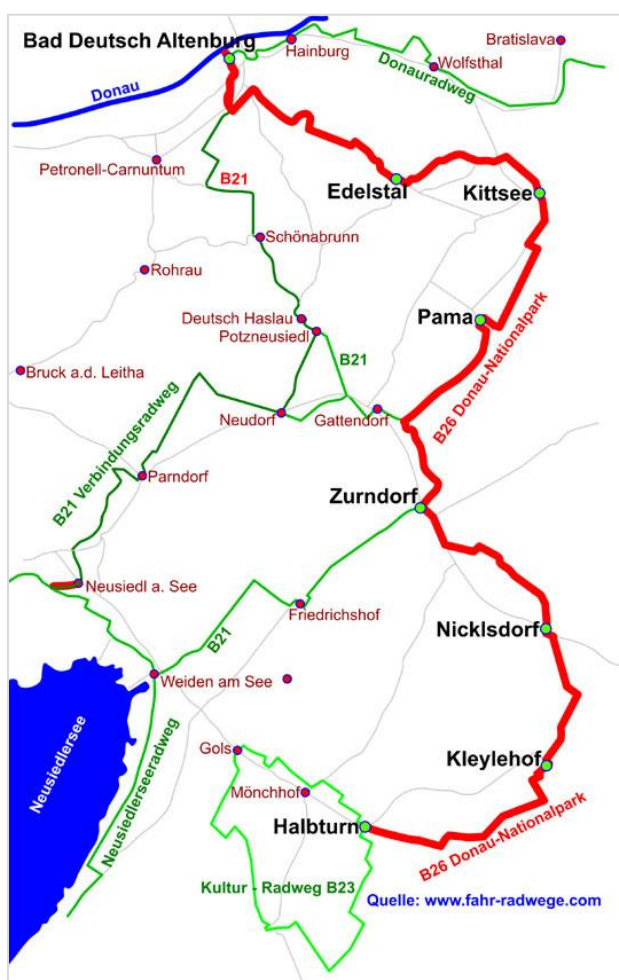 Bad Deutsch Altenburg
Hainburg
Bratislava
Wolfsthal
Donauradweg
Donau
Petronell-Carnuntum
B21
Edelstal
Kittsee
Schönabrunn
Rohrau
Deutsch Haslau
Potzneusiedl
Pama
B21
Bruck a.d. Leitha
B26 Donau-Nationalpark
Neudorf
Gattendorf
B21 Verbindungsradweg
Parndorf
Zurndorf
Neusiedl a. See
Friedrichshof
B21
Nicklsdorf
Weiden am See
Neusiedlersee
Neusiedlerseeradweg
Gols
Kleylehof
Mönchhof
Halbturn
B26 Donau-Nationalpark
Kultur - Radweg B23
Quelle: www.fahr-radwege.com